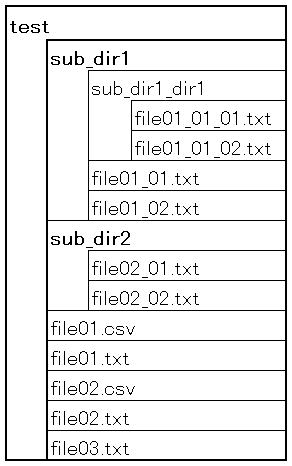 test
sub_dir1
sub_dir1_dir1
file01_01_01.txt
file01_01_02.txt
file01_01.txt
file01_02.txt
sub_dir2
file02_01.txt
file02_02.txt
file01.csv
file01.txt
file02.csv
file02.txt
file03.txt